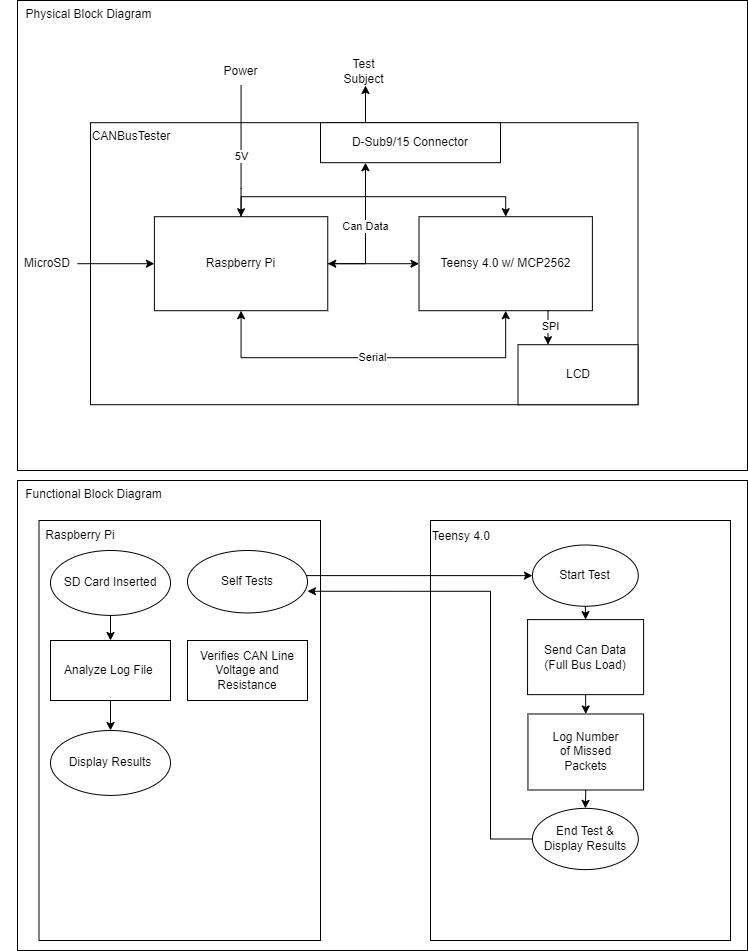 Physical Block Diagram
Power
Test
Subject
CANBusTester
D-Sub9/15 Connector
5V
Can Data
MicroSD
Raspberry Pi
Teensy 4.0 w/ MCP2562
SPI
Serial
LCD
Functional Block Diagram
Raspberry Pi
SD Card Inserted
Analyze Log File
Display Results
Self Tests
Verifies CAN Line
Voltage and
Resistance
Teensy 4.0
Start Test
Send Can Data
(Full Bus Load)
Log Number
of Missed
Packets
End Test &
Display Results